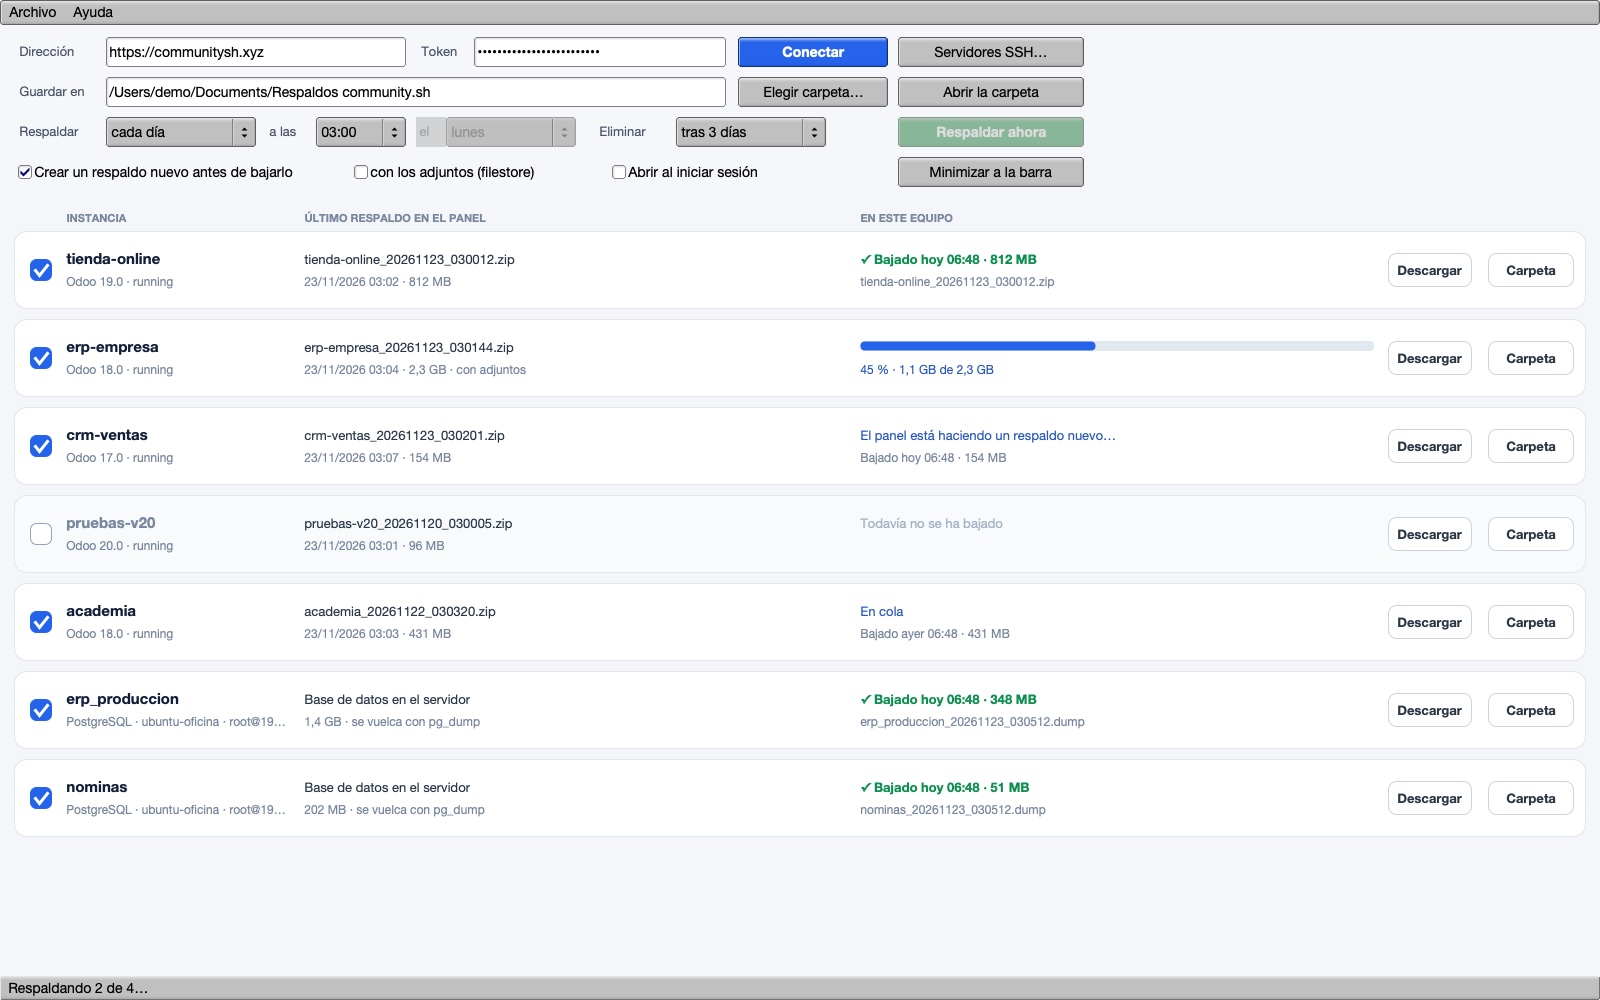 Archivo Ayuda
Dirección https://communitysh.xyz Token •••••••••••••••••••••••• Conectar Servidores SSH...
Guardar en /Users/demo/Documents/Respaldos community.sh Elegir carpeta... Abrir la carpeta
Respaldar cada día a las 03:00 el lunes Eliminar tras 3 días Respaldar ahora
Crear un respaldo nuevo antes de bajarlo con los adjuntos (filestore) Abrir al iniciar sesión Minimizar a la barra
INSTANCIA ÚLTIMO RESPALDO EN EL PANEL EN ESTE EQUIPO
tienda-online tienda-online_20261123_030012.zip ✓ Bajado hoy 06:48 · 812 MB Descargar Carpeta
Odoo 19.0 · running 23/11/2026 03:02 · 812 MB tienda-online_20261123_030012.zip
erp-empresa erp-empresa_20261123_030144.zip Descargar Carpeta
Odoo 18.0 · running 23/11/2026 03:04 · 2,3 GB · con adjuntos 45 % · 1,1 GB de 2,3 GB
crm-ventas crm-ventas_20261123_030201.zip El panel está haciendo un respaldo nuevo... Descargar Carpeta
Odoo 17.0 · running 23/11/2026 03:07 · 154 MB Bajado hoy 06:48 · 154 MB
pruebas-v20 pruebas-v20_20261120_030005.zip Todavía no se ha bajado Descargar Carpeta
Odoo 20.0 · running 23/11/2026 03:01 · 96 MB
academia academia_20261122_030320.zip En cola Descargar Carpeta
Odoo 18.0 · running 23/11/2026 03:03 · 431 MB Bajado ayer 06:48 · 431 MB
erp_produccion Base de datos en el servidor ✓ Bajado hoy 06:48 · 348 MB Descargar Carpeta
PostgreSQL · ubuntu-oficina · root@19... 1,4 GB · se vuelca con pg_dump erp_produccion_20261123_030512.dump
nominas Base de datos en el servidor ✓ Bajado hoy 06:48 · 51 MB Descargar Carpeta
PostgreSQL · ubuntu-oficina · root@19... 202 MB · se vuelca con pg_dump nominas_20261123_030512.dump
Respaldando 2 de 4...